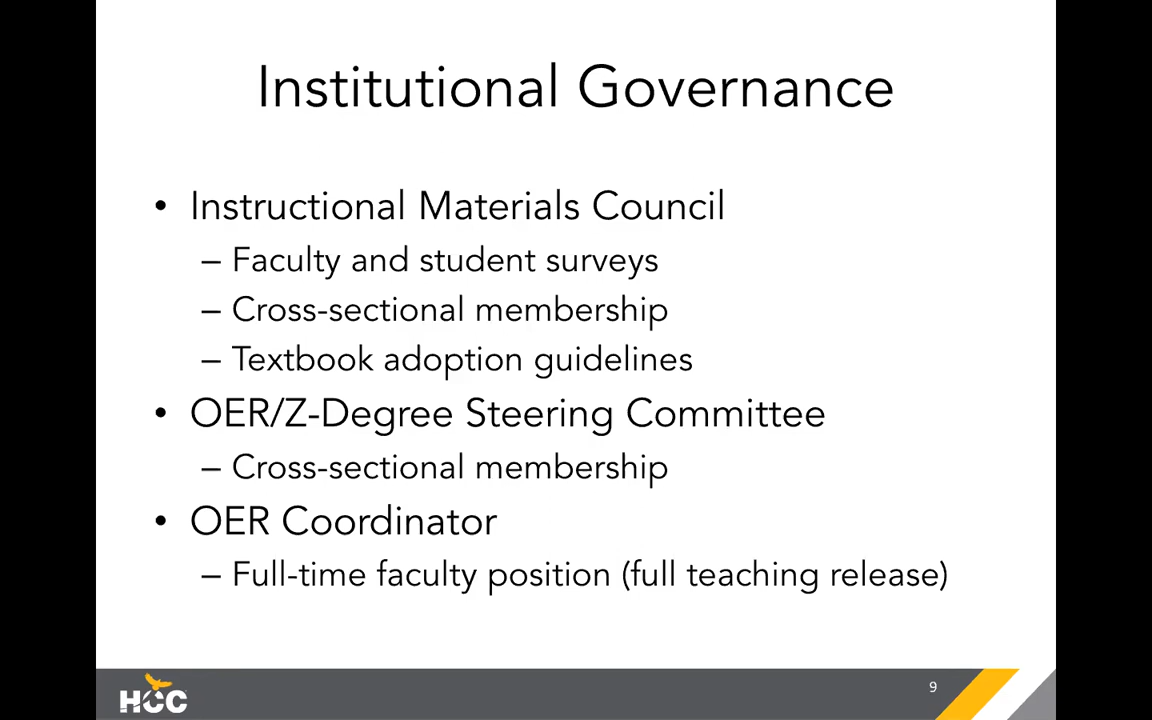 Institutional Governance
• Instructional Materials Council
– Faculty and student surveys
– Cross-sectional membership
– Textbook adoption guidelines
• OER/Z-Degree Steering Committee
– Cross-sectional membership
• OER Coordinator
– Full-time faculty position (full teaching release)
HCC
9